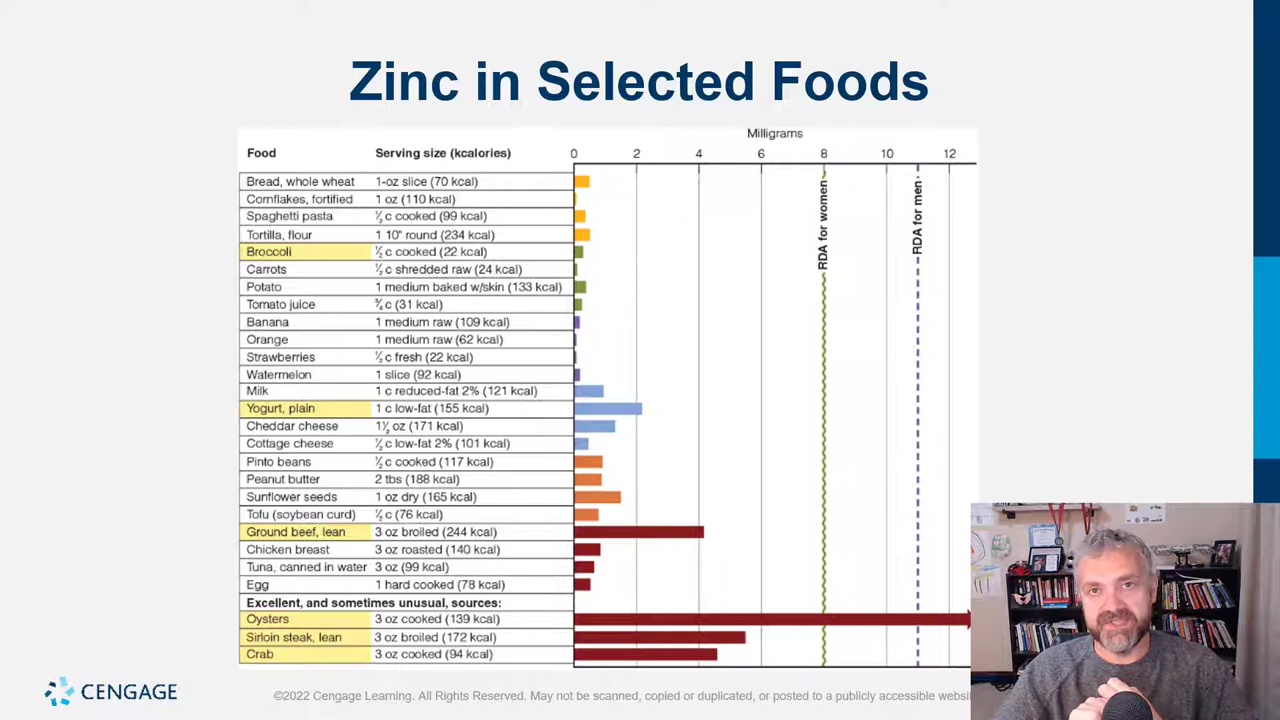 Zinc in Selected Foods
Milligrams
Food Serving size (kcalories) 0 2 4 6 8 10 12
Bread, whole wheat 1-oz slice (70 kcal)
Cornflakes, fortified 1 oz (110 kcal)
Spaghetti pasta ½ c cooked (99 kcal)
Tortilla, flour 1 10" round (234 kcal)
Broccoli ½ c cooked (22 kcal)
Carrots ½ c shredded raw (24 kcal)
Potato 1 medium baked w/skin (133 kcal)
Tomato juice ¾ c (31 kcal)
Banana 1 medium raw (109 kcal)
Orange 1 medium raw (62 kcal)
Strawberries ½ c fresh (22 kcal)
Watermelon 1 slice (92 kcal)
Milk 1 c reduced-fat 2% (121 kcal)
Yogurt, plain 1 c low-fat (155 kcal)
Cheddar cheese 1½ oz (171 kcal)
Cottage cheese ½ c low-fat 2% (101 kcal)
Pinto beans ½ c cooked (117 kcal)
Peanut butter 2 tbs (188 kcal)
Sunflower seeds 1 oz dry (165 kcal)
Tofu (soybean curd) ½ c (76 kcal)
Ground beef, lean 3 oz broiled (244 kcal)
Chicken breast 3 oz roasted (140 kcal)
Tuna, canned in water 3 oz (99 kcal)
Egg 1 hard cooked (78 kcal)
Excellent, and sometimes unusual, sources:
Oysters 3 oz cooked (139 kcal)
Sirloin steak, lean 3 oz broiled (172 kcal)
Crab 3 oz cooked (94 kcal)
RDA for women
RDA for men
CENGAGE
©2022 Cengage Learning. All Rights Reserved. May not be scanned, copied or duplicated, or posted to a publicly accessible